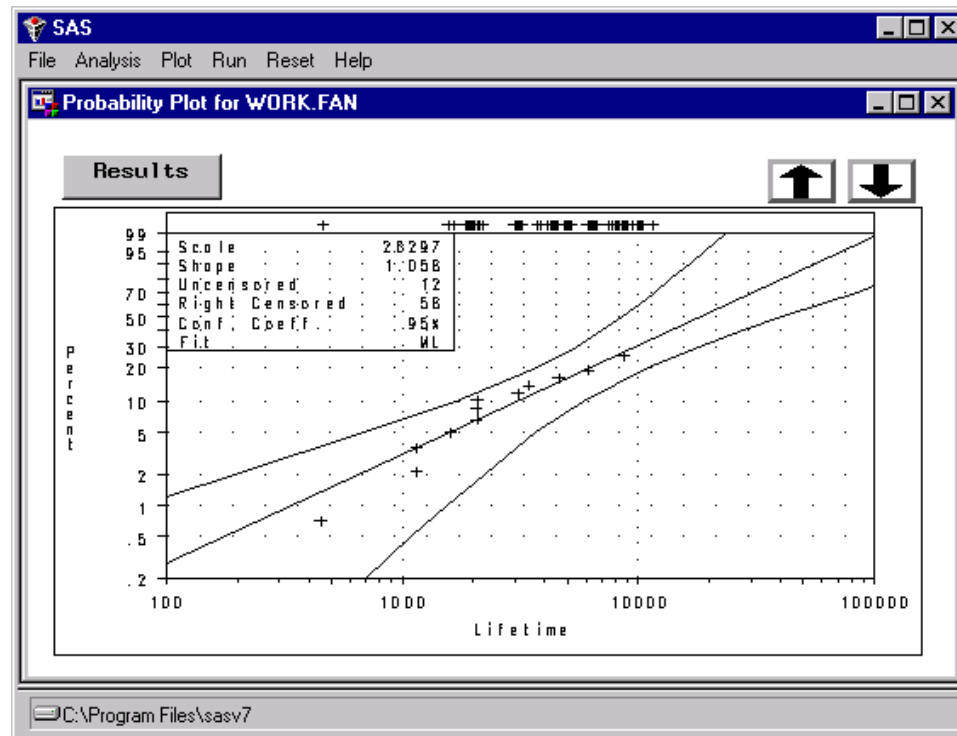 SAS
File Analysis Plot Run Reset Help
Probability Plot for WORK.FAN
Results
99
95
70
50
30
20
10
5
2
1
.5
.2
Percent
Scale 26297
Shape 1.058
Uncensored 12
Right Censored 58
Conf. Coeff. 95%
Fit ML
100 1000 10000 100000
Lifetime
C:\Program Files\sasv7